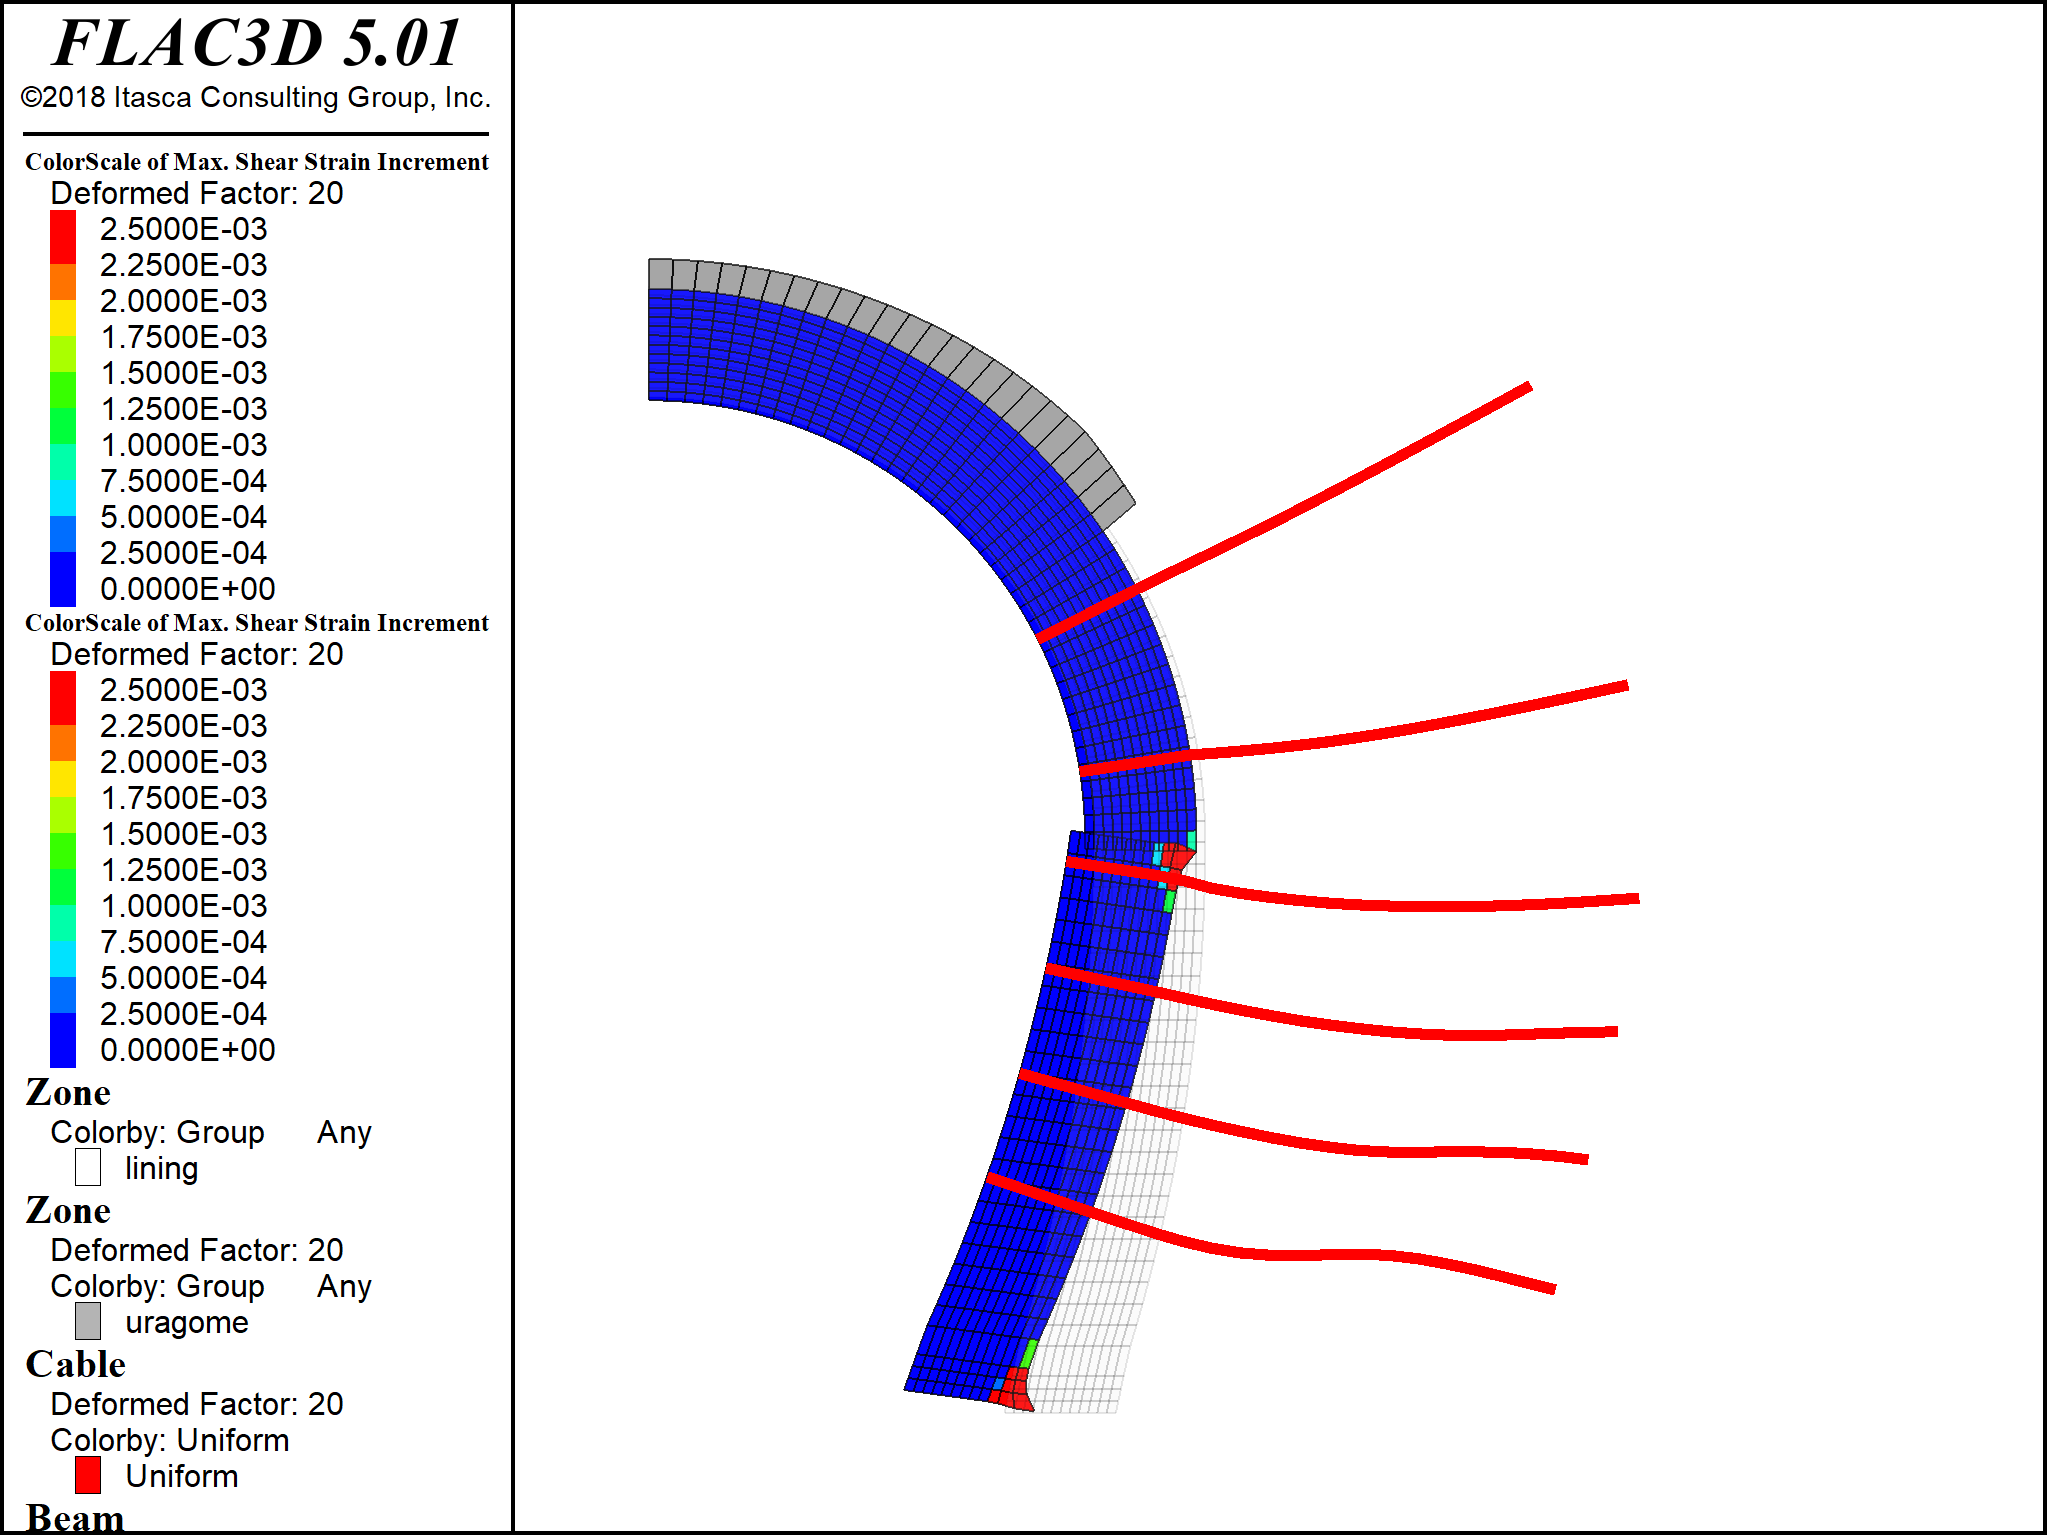 FLAC3D 5.01
©2018 Itasca Consulting Group, Inc.
ColorScale of Max. Shear Strain Increment
Deformed Factor: 20
2.5000E-03
2.2500E-03
2.0000E-03
1.7500E-03
1.5000E-03
1.2500E-03
1.0000E-03
7.5000E-04
5.0000E-04
2.5000E-04
0.0000E+00
ColorScale of Max. Shear Strain Increment
Deformed Factor: 20
2.5000E-03
2.2500E-03
2.0000E-03
1.7500E-03
1.5000E-03
1.2500E-03
1.0000E-03
7.5000E-04
5.0000E-04
2.5000E-04
0.0000E+00
Zone
Colorby: Group Any
lining
Zone
Deformed Factor: 20
Colorby: Group Any
uragome
Cable
Deformed Factor: 20
Colorby: Uniform
Uniform
Beam